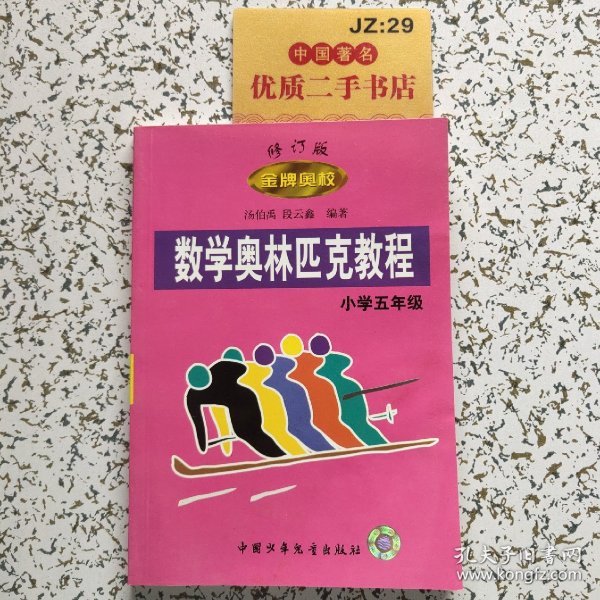 JZ:29
中国著名
优质二手书店
修订版
金牌奥校
汤伯禹 段云鑫 编著
数学奥林匹克教程
小学五年级
中国少年儿童出版社
孔夫子旧书网
www.kongfz.com